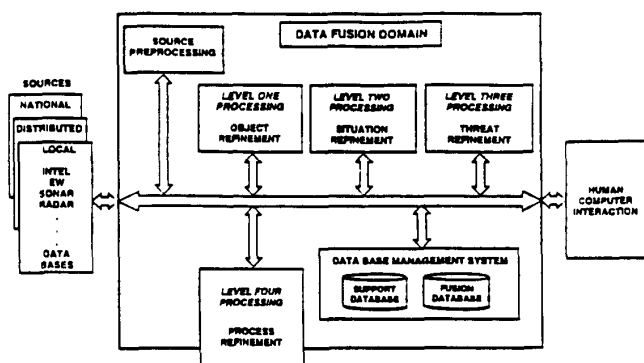 DATA FUSION DOMAIN
SOURCE
PREPROCESSING
SOURCES
NATIONAL
DISTRIBUTED
LOCAL
INTEL
EW
SONAR
RADAR
.
.
.
DATA
BASES
LEVEL ONE
PROCESSING
OBJECT
REFINEMENT
LEVEL TWO
PROCESSING
SITUATION
REFINEMENT
LEVEL THREE
PROCESSING
THREAT
REFINEMENT
HUMAN
COMPUTER
INTERACTION
LEVEL FOUR
PROCESSING
PROCESS
REFINEMENT
DATA BASE MANAGEMENT SYSTEM
SUPPORT
DATABASE
FUSION
DATABASE